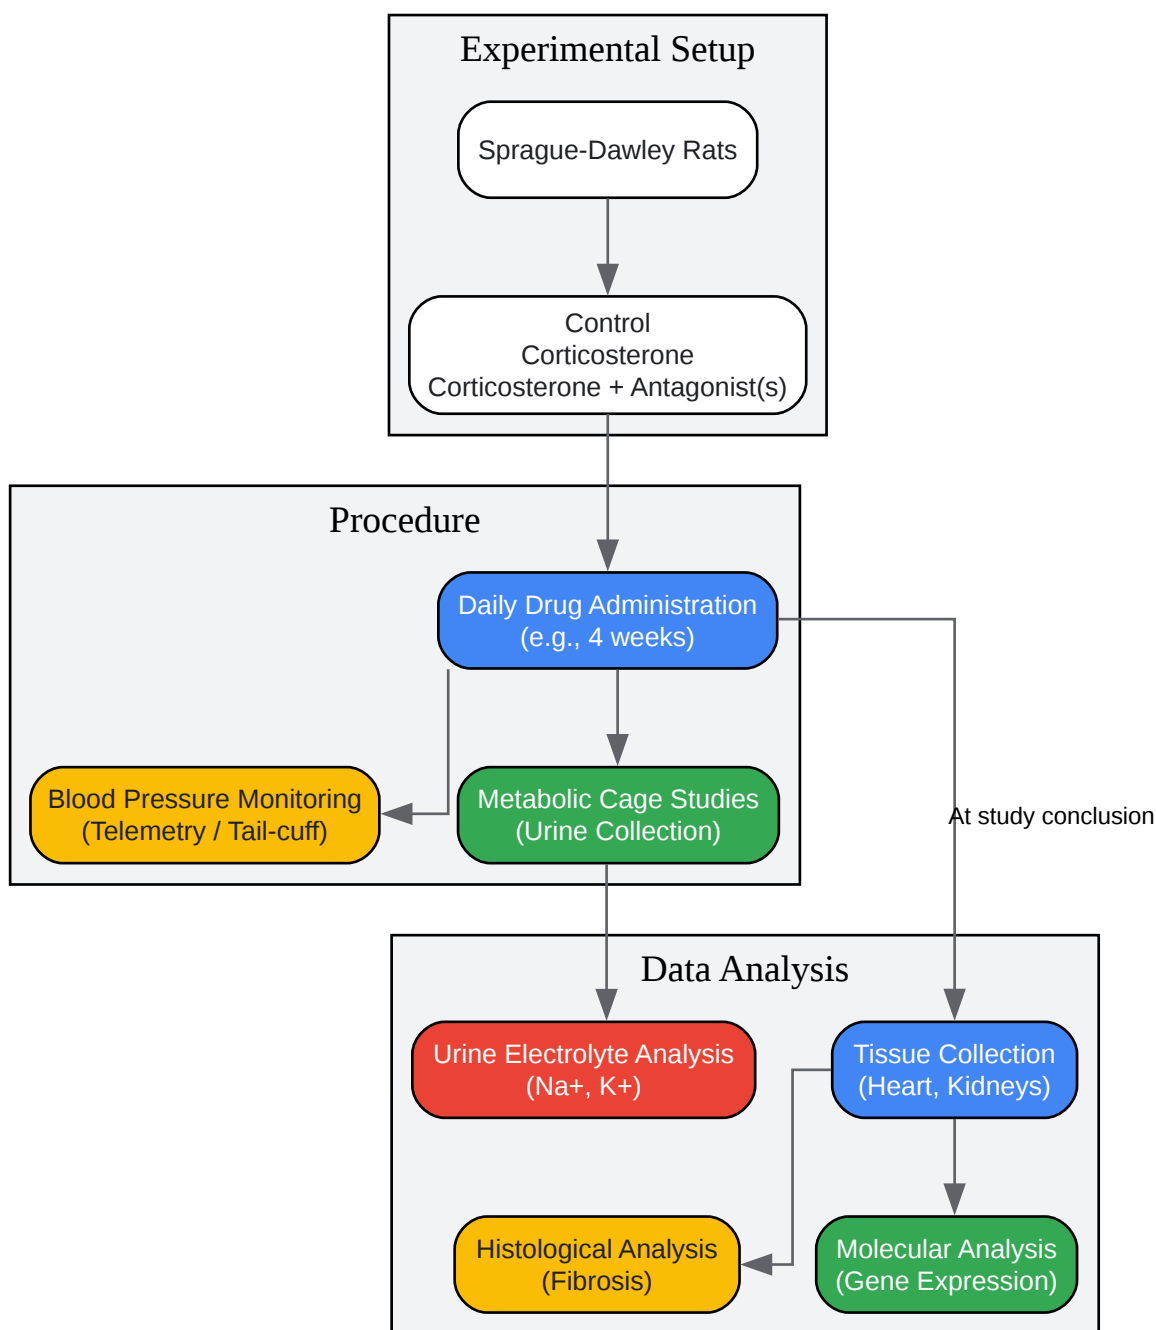 Experimental Setup
Sprague-Dawley Rats
Control
Corticosterone
Corticosterone + Antagonist(s)
Procedure
Daily Drug Administration
(e.g., 4 weeks)
Blood Pressure Monitoring
(Telemetry / Tail-cuff)
Metabolic Cage Studies
(Urine Collection)
At study conclusion
Data Analysis
Urine Electrolyte Analysis
(Na+, K+)
Tissue Collection
(Heart, Kidneys)
Histological Analysis
(Fibrosis)
Molecular Analysis
(Gene Expression)